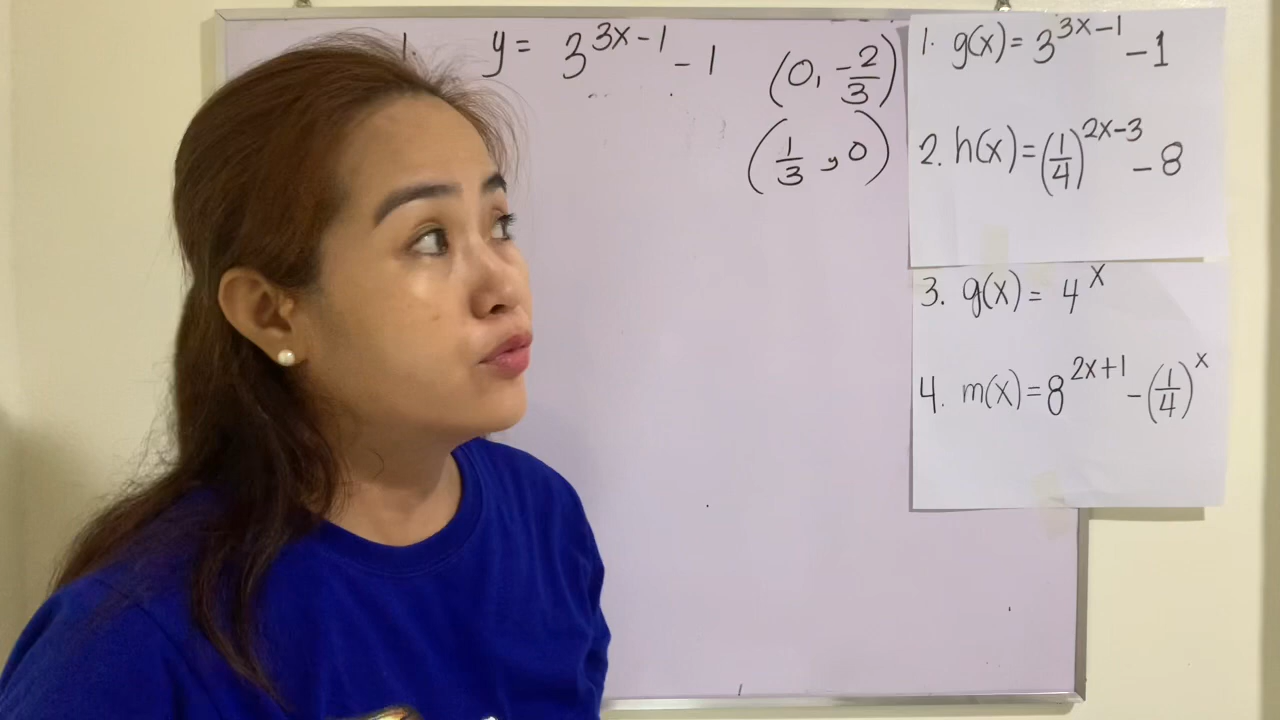 1. y = 3^{3x-1} - 1 (0, -2/3)
(1/3, 0)
1. g(x) = 3^{3x-1} - 1
2. h(x) = (1/4)^{2x-3} - 8
3. g(x) = 4^x
4. m(x) = 8^{2x+1} - (1/4)^x